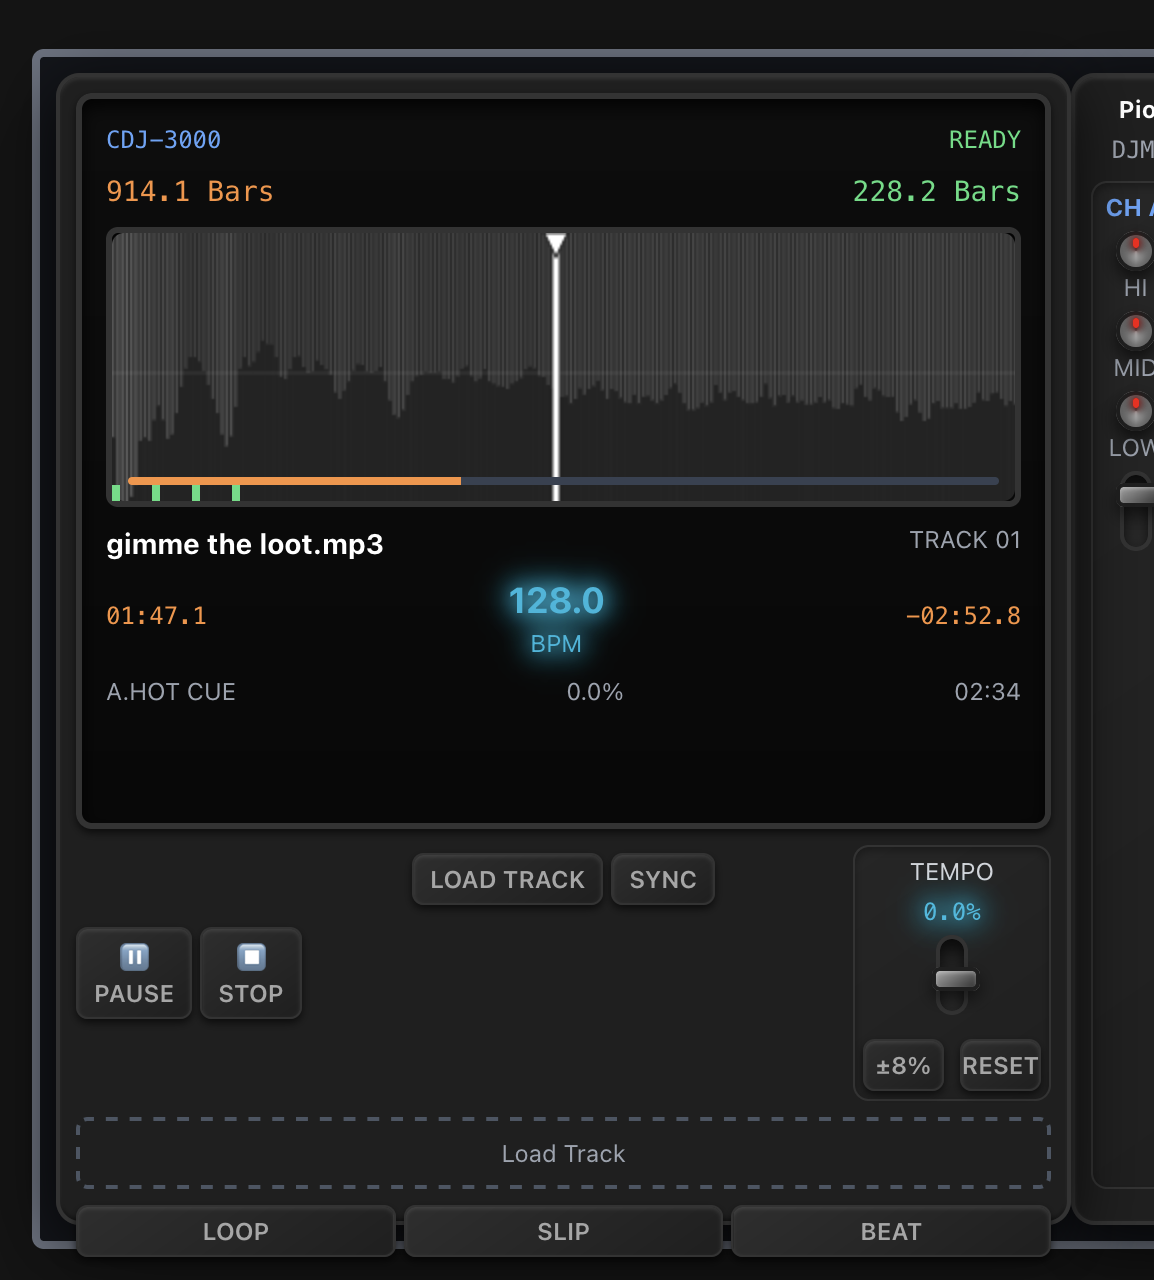 CDJ-3000 READY
914.1 Bars 228.2 Bars
gimme the loot.mp3 TRACK 01
01:47.1 128.0 -02:52.8
BPM
A.HOT CUE 0.0% 02:34
LOAD TRACK SYNC
TEMPO
0.0%
PAUSE STOP
±8% RESET
Load Track
LOOP SLIP BEAT
Pio
DJM
CH A
HI
MID
LOW